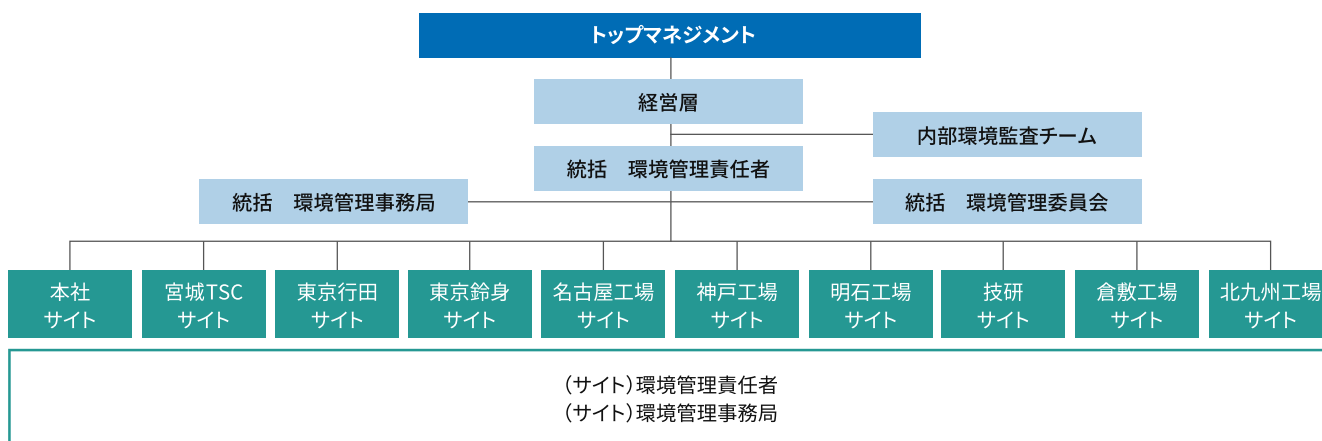 トップマネジメント
経営層
内部環境監査チーム
統括　環境管理責任者
統括　環境管理事務局
統括　環境管理委員会
本社
サイト
宮城TSC
サイト
東京行田
サイト
東京鈴身
サイト
名古屋工場
サイト
神戸工場
サイト
明石工場
サイト
技研
サイト
倉敷工場
サイト
北九州工場
サイト
（サイト）環境管理責任者
（サイト）環境管理事務局